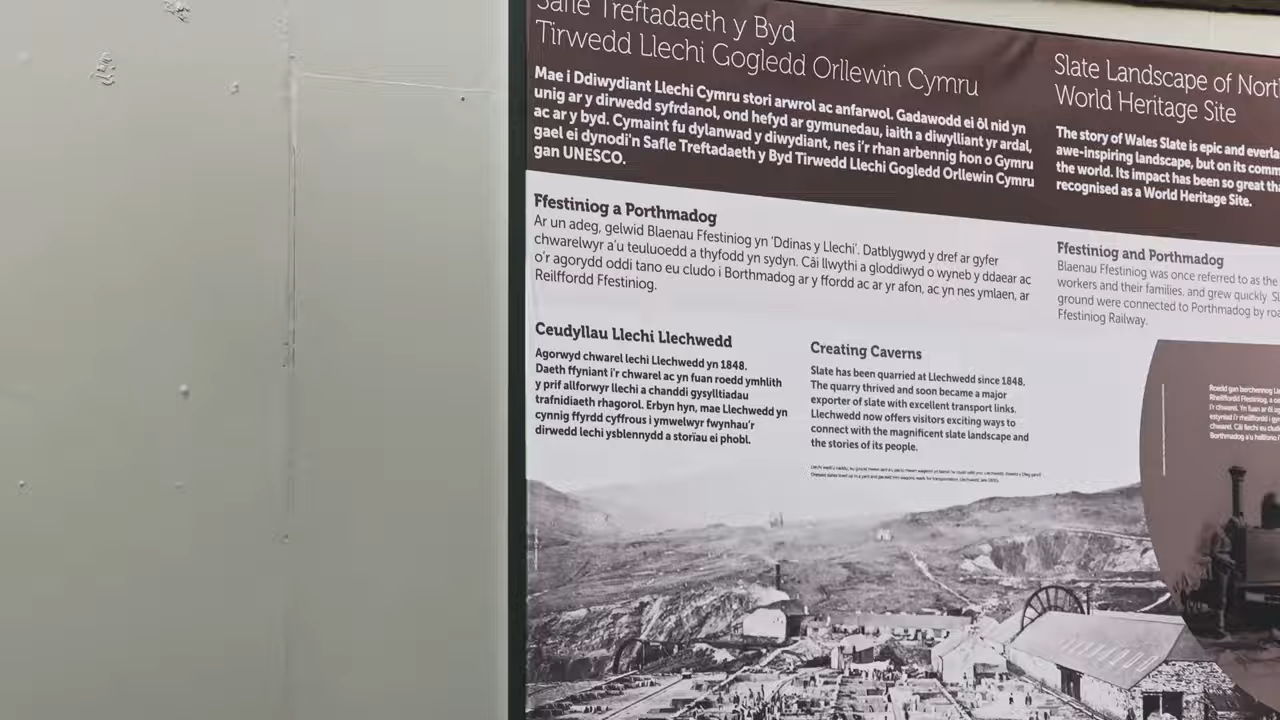 Safle Treftadaeth y Byd
Tirwedd Llechi Gogledd Orllewin Cymru
Mae i Ddiwydiant Llechi Cymru stori arwrol ac anfarwol. Gadawodd ei ôl nid yn
unig ar y dirwedd syfrdanol, ond hefyd ar gymunedau, iaith a diwylliant yr ardal,
ac ar y byd. Cymaint fu dylanwad y diwydiant, nes i'r rhan arbennig hon o Gymru
gael ei dynodi'n Safle Treftadaeth y Byd Tirwedd Llechi Gogledd Orllewin Cymru
gan UNESCO.
Slate Landscape of
World Heritage Site
The story of Wales Slate is epic and
awe-inspiring landscape, but on its
the world. Its impact has been so great
recognised as a World Heritage Site.
Ffestiniog a Porthmadog
Ar un adeg, gelwid Blaenau Ffestiniog yn 'Ddinas y Llechi'. Datblygwyd y dref ar gyfer
chwarelwyr a'u teuluoedd a thyfodd yn sydyn. Câi llwythi a gloddiwyd o wyneb y ddaear ac
o'r agorydd oddi tano eu cludo i Borthmadog ar y ffordd ac ar yr afon, ac yn nes ymlaen, ar
Reilffordd Ffestiniog.
Ffestiniog and Porthmadog
Blaenau Ffestiniog was once referred to as the
workers and their families, and grew quickly.
ground were connected to Porthmadog by
Ffestiniog Railway.
Ceudyllau Llechi Llechwedd
Agorwyd chwarel lechi Llechwedd yn 1848.
Daeth ffyniant i'r chwarel ac yn fuan roedd ymhlith
y prif allforwyr llechi a chanddi gysylltiadau
trafnidiaeth rhagorol. Erbyn hyn, mae Llechwedd yn
cynnig ffyrdd cyffrous i ymwelwyr fwynhau'r
dirwedd lechi ysblennydd a storïau ei phobl.
Creating Caverns
Slate has been quarried at Llechwedd since 1848.
The quarry thrived and soon became a major
exporter of slate with excellent transport links.
Llechwedd now offers visitors exciting ways to
connect with the magnificent slate landscape and
the stories of its people.